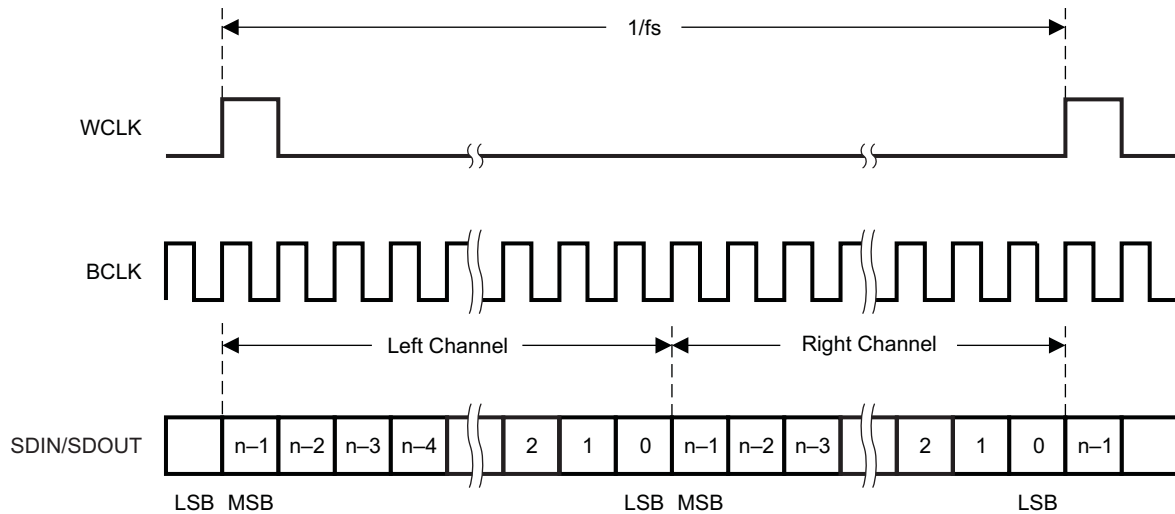 1/fs
WCLK
BCLK
Left Channel
Right Channel
SDIN/SDOUT
n–1 n–2 n–3 n–4 2 1 0 n–1 n–2 n–3 2 1 0 n–1
LSB MSB LSB MSB LSB